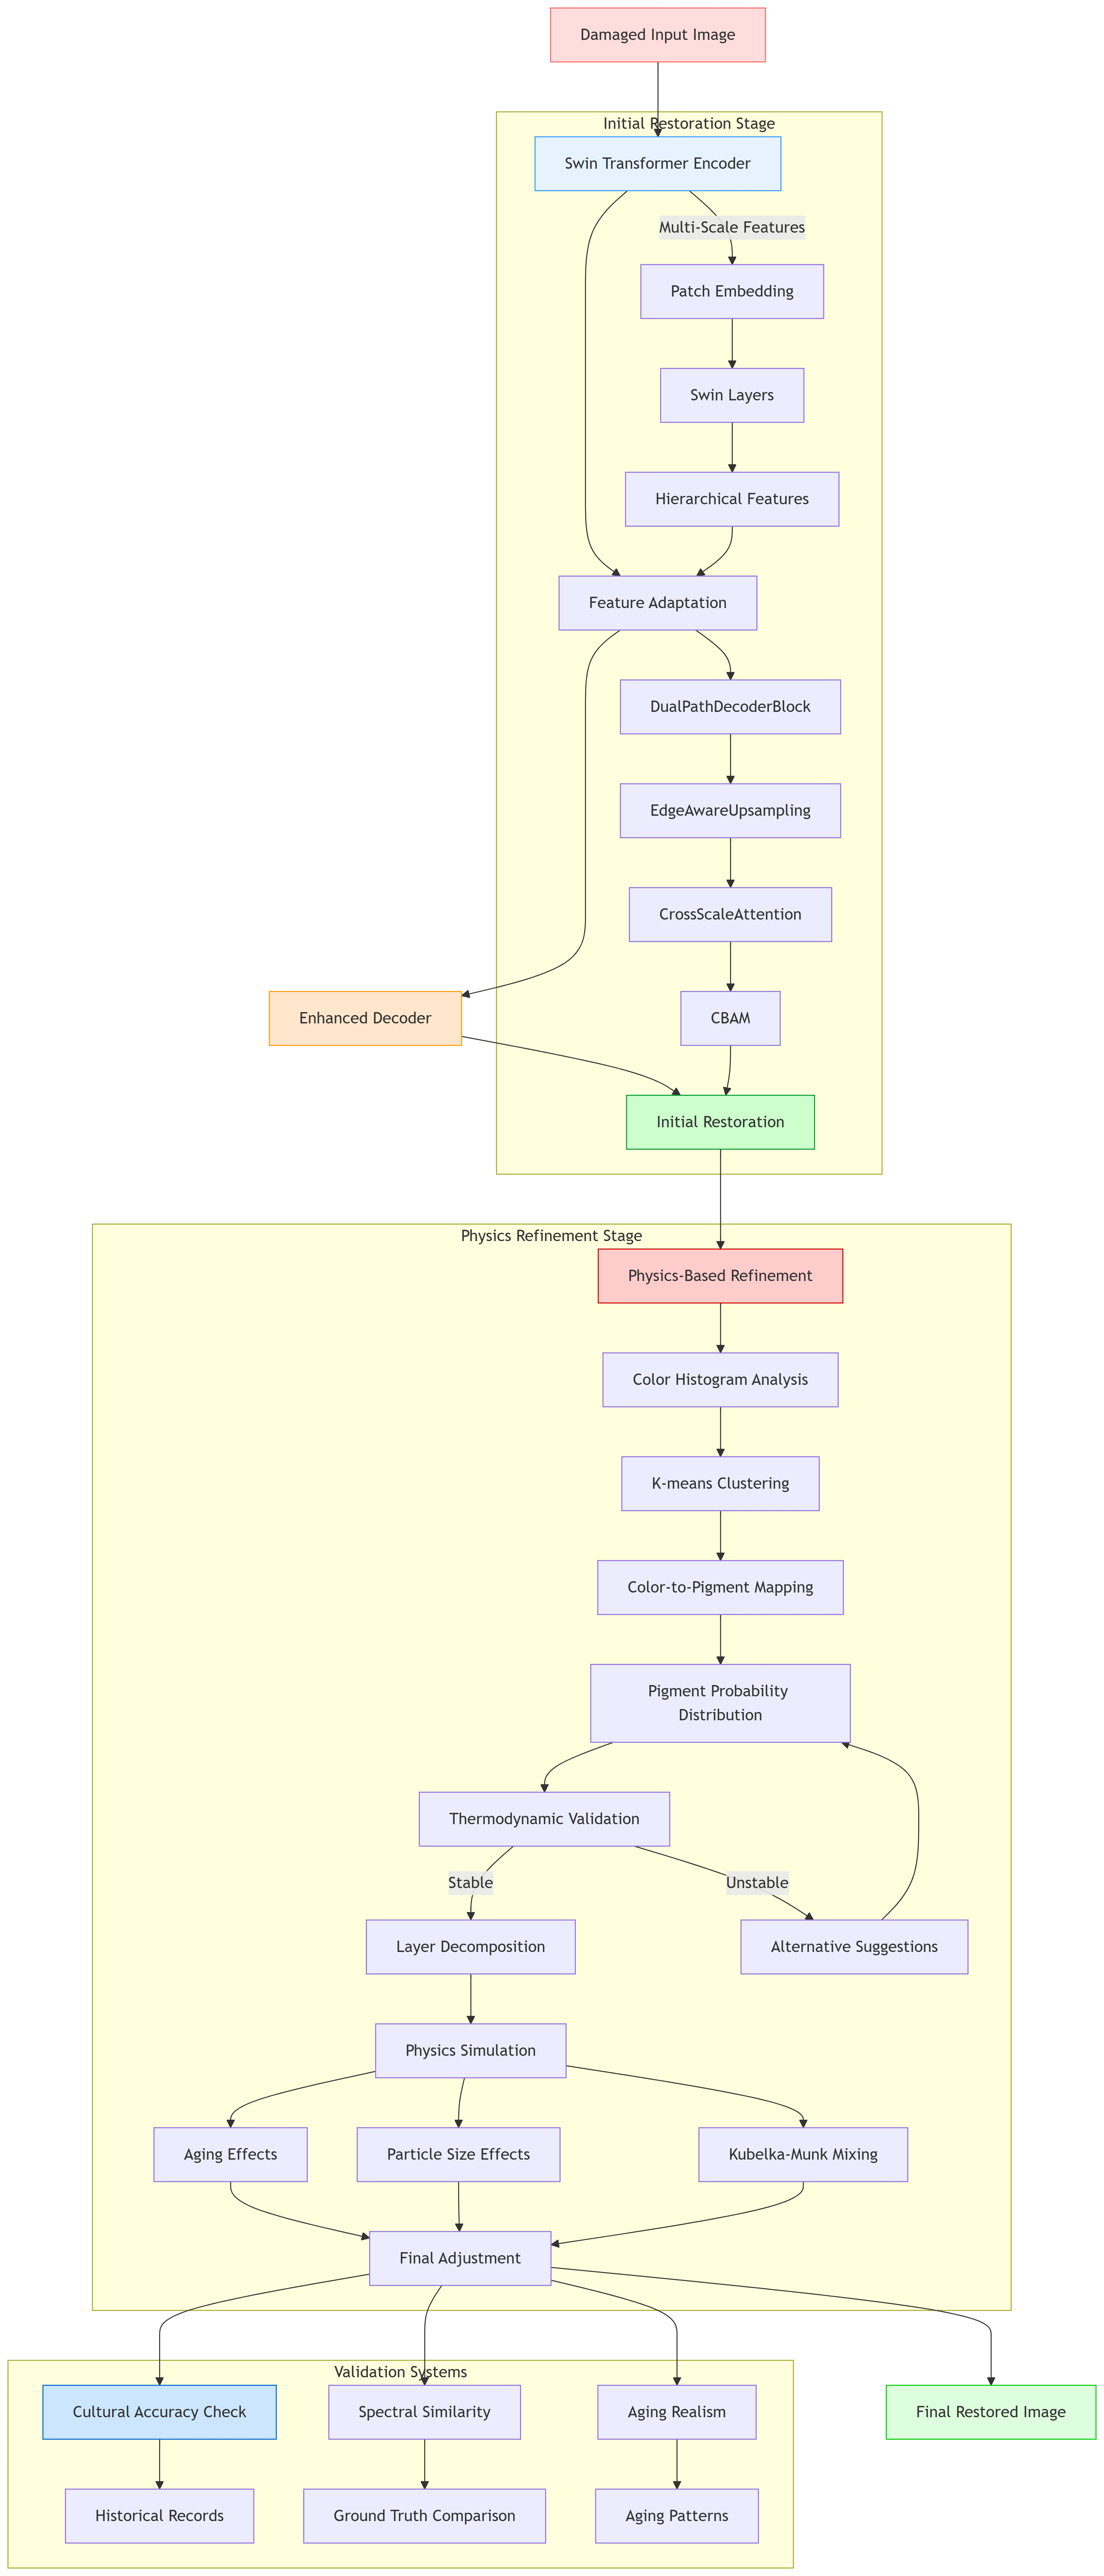 Damaged Input Image
Initial Restoration Stage
Swin Transformer Encoder
Multi-Scale Features
Patch Embedding
Swin Layers
Hierarchical Features
Feature Adaptation
DualPathDecoderBlock
EdgeAwareUpsampling
CrossScaleAttention
Enhanced Decoder
CBAM
Initial Restoration
Physics Refinement Stage
Physics-Based Refinement
Color Histogram Analysis
K-means Clustering
Color-to-Pigment Mapping
Pigment Probability
Distribution
Thermodynamic Validation
Stable
Unstable
Layer Decomposition
Alternative Suggestions
Physics Simulation
Aging Effects
Particle Size Effects
Kubelka-Munk Mixing
Final Adjustment
Validation Systems
Cultural Accuracy Check
Spectral Similarity
Aging Realism
Final Restored Image
Historical Records
Ground Truth Comparison
Aging Patterns